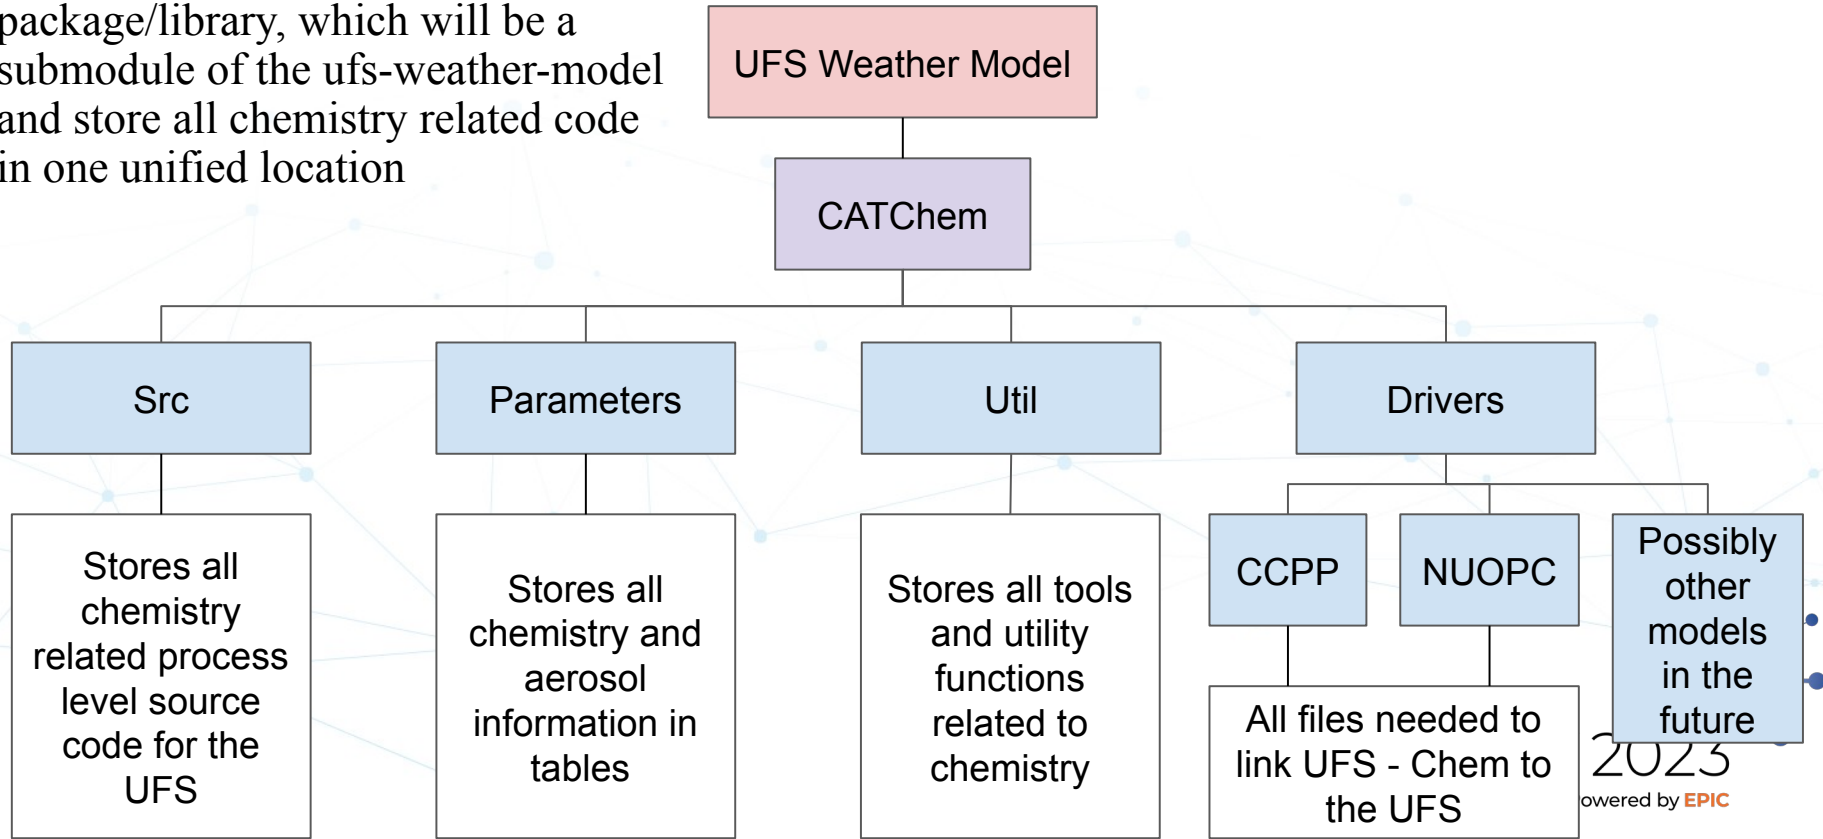 package/library, which will be a
submodule of the ufs-weather-model
and store all chemistry related code
in one unified location
UFS Weather Model
CATChem
Src
Parameters
Util
Drivers
Stores all
chemistry
related process
level source
code for the
UFS
Stores all
chemistry and
aerosol
information in
tables
Stores all tools
and utility
functions
related to
chemistry
CCPP
NUOPC
Possibly
other
models
in the
future
All files needed to
link UFS - Chem to
the UFS
2023
owered by EPIC